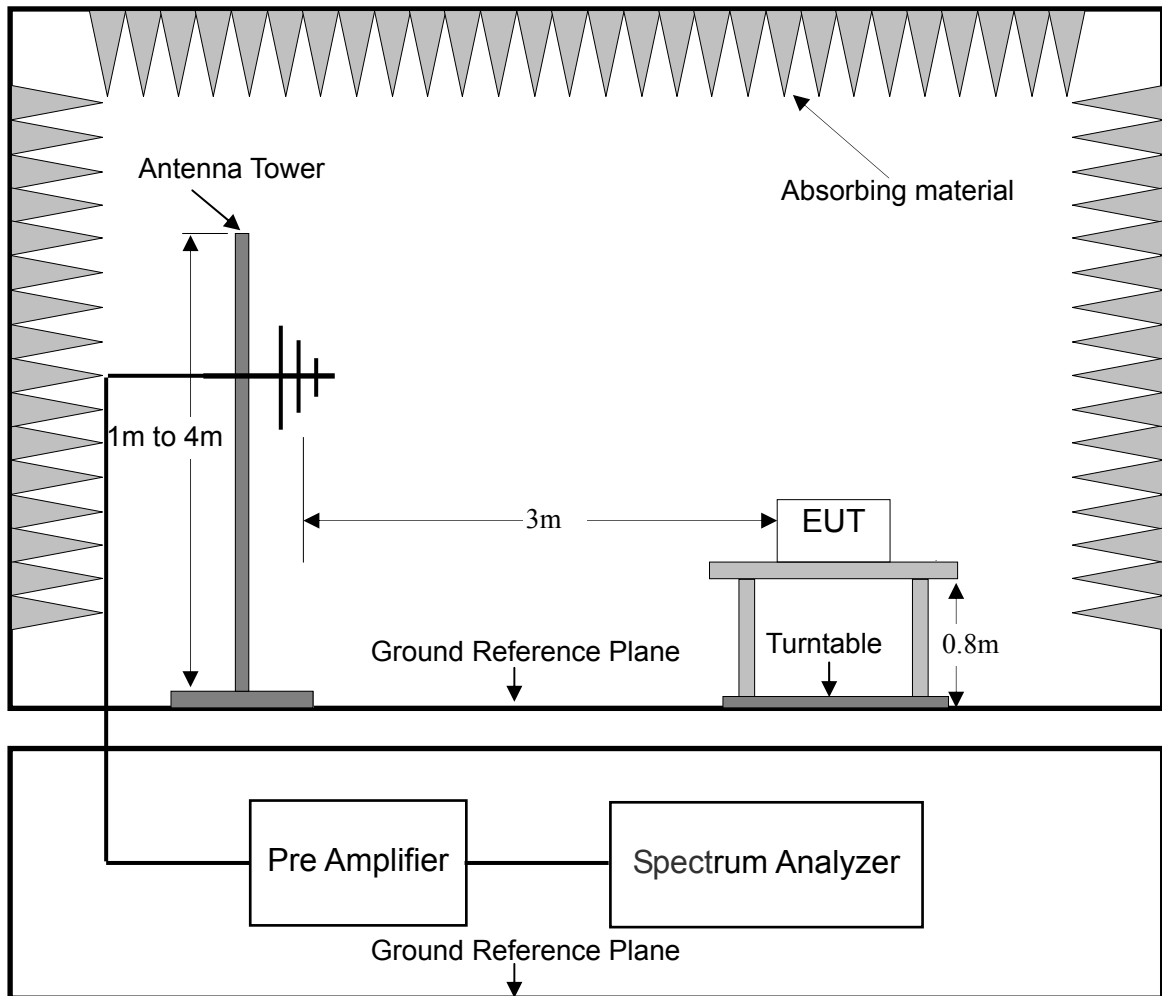 Antenna Tower
Absorbing material
1m to 4m
3m
EUT
Ground Reference Plane
Turntable
0.8m
Pre Amplifier
Spectrum Analyzer
Ground Reference Plane